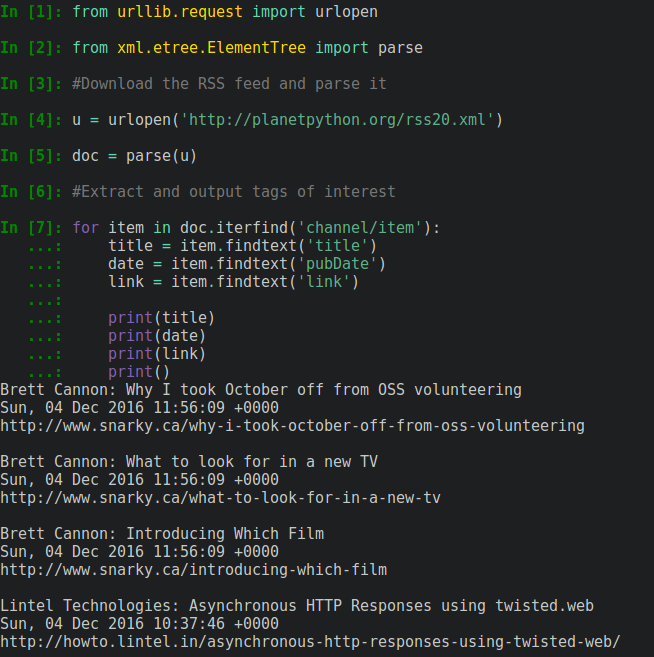 In [1]: from urllib.request import urlopen
In [2]: from xml.etree.ElementTree import parse
In [3]: #Download the RSS feed and parse it
In [4]: u = urlopen('http://planetpython.org/rss20.xml')
In [5]: doc = parse(u)
In [6]: #Extract and output tags of interest
In [7]: for item in doc.iterfind('channel/item'):
   ...:     title = item.findtext('title')
   ...:     date = item.findtext('pubDate')
   ...:     link = item.findtext('link')
   ...:
   ...:     print(title)
   ...:     print(date)
   ...:     print(link)
   ...:     print()
Brett Cannon: Why I took October off from OSS volunteering
Sun, 04 Dec 2016 11:56:09 +0000
http://www.snarky.ca/why-i-took-october-off-from-oss-volunteering
Brett Cannon: What to look for in a new TV
Sun, 04 Dec 2016 11:56:09 +0000
http://www.snarky.ca/what-to-look-for-in-a-new-tv
Brett Cannon: Introducing Which Film
Sun, 04 Dec 2016 11:56:09 +0000
http://www.snarky.ca/introducing-which-film
Lintel Technologies: Asynchronous HTTP Responses using twisted.web
Sun, 04 Dec 2016 10:37:46 +0000
http://howto.lintel.in/asynchronous-http-responses-using-twisted-web/